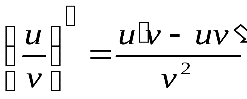 (u/v)′ = (u′v - uv′)/v²